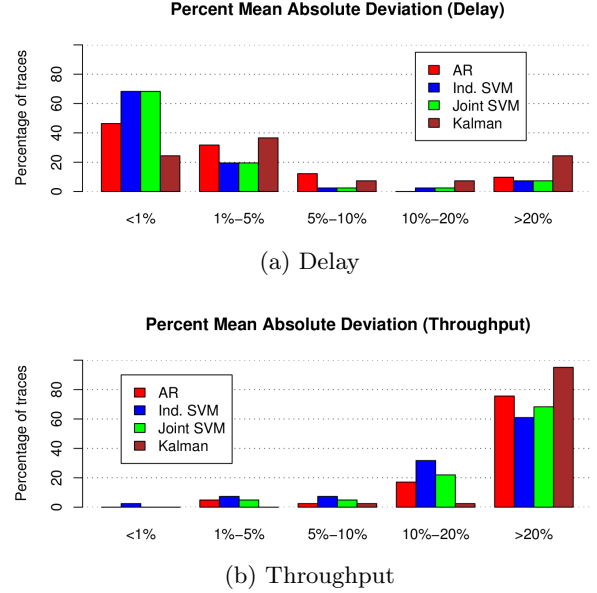 Percent Mean Absolute Deviation (Delay)
Percentage of traces
80
60
40
20
0
AR
Ind. SVM
Joint SVM
Kalman
<1%
1%−5%
5%−10%
10%−20%
>20%
(a) Delay
Percent Mean Absolute Deviation (Throughput)
Percentage of traces
80
60
40
20
0
AR
Ind. SVM
Joint SVM
Kalman
<1%
1%−5%
5%−10%
10%−20%
>20%
(b) Throughput